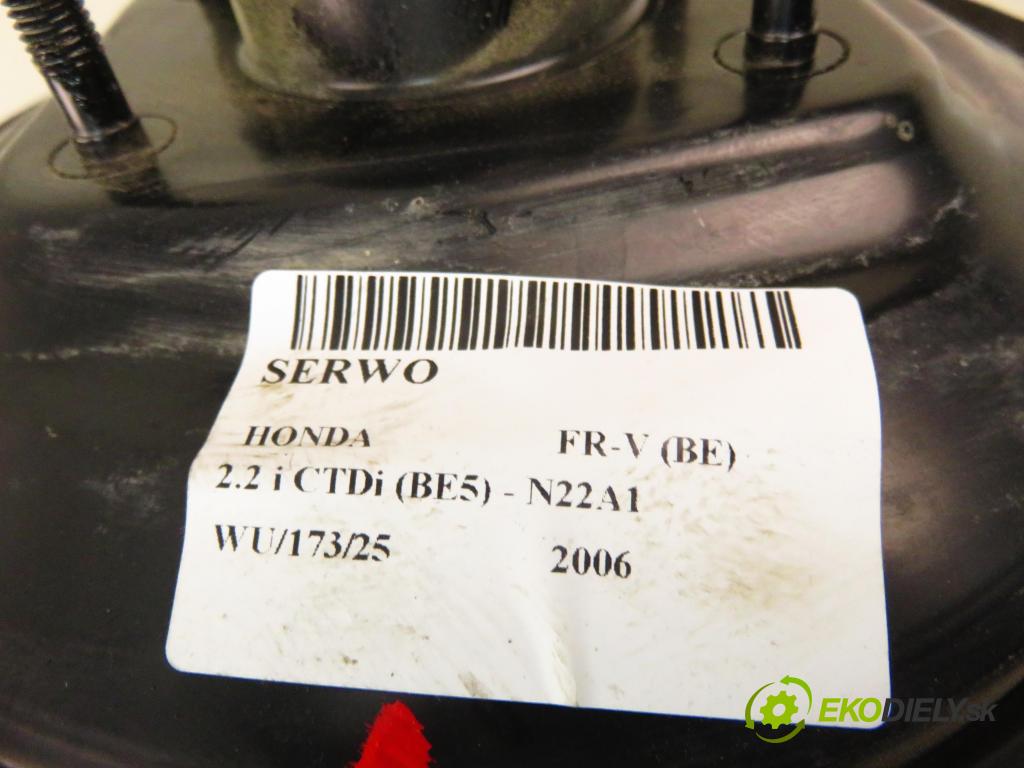 SERWO
HONDA FR-V (BE)
2.2 i CTDi (BE5) - N22A1
WU/173/25 2006
EKODIELY.sk